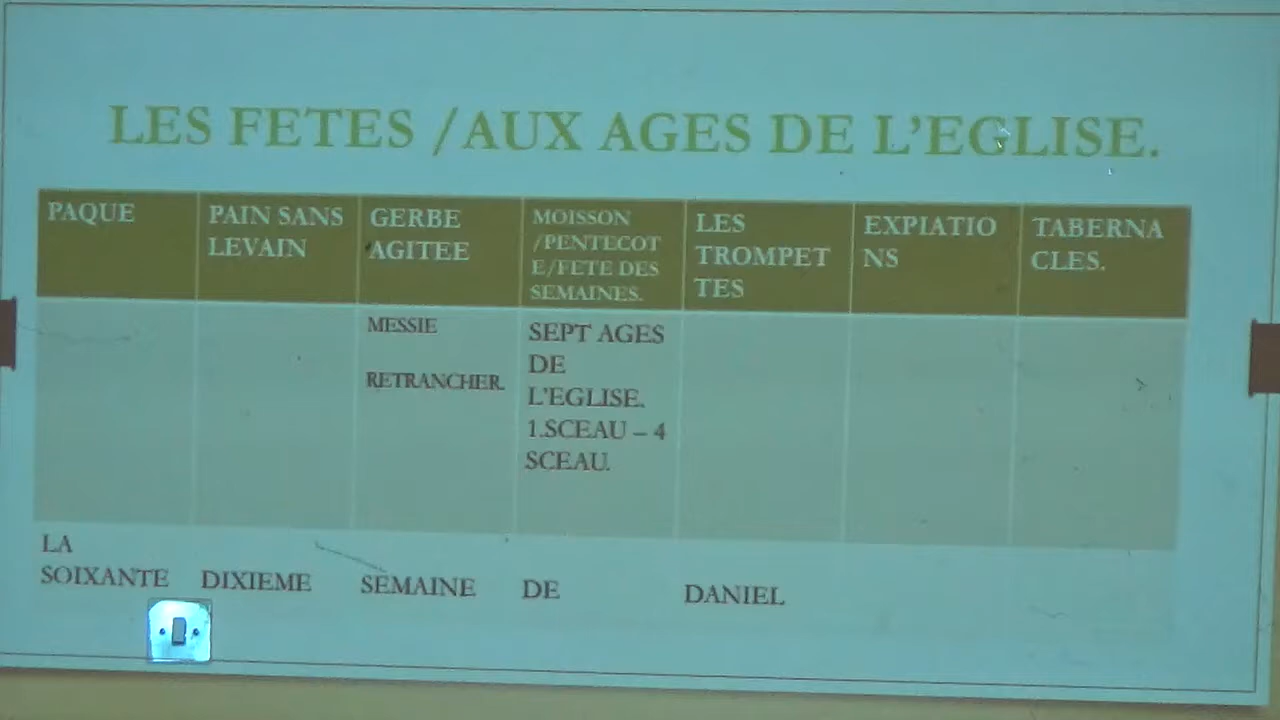 LES FETES /AUX AGES DE L'EGLISE.
PAQUE
PAIN SANS
LEVAIN
GERBE
AGITEE
MOISSON
/PENTECOT
E/FETE DES
SEMAINES.
LES
TROMPET
TES
EXPIATIO
NS
TABERNA
CLES.
MESSIE
RETRANCHER.
SEPT AGES
DE
L'EGLISE.
1.SCEAU – 4
SCEAU.
LA
SOIXANTE DIXIEME SEMAINE DE DANIEL